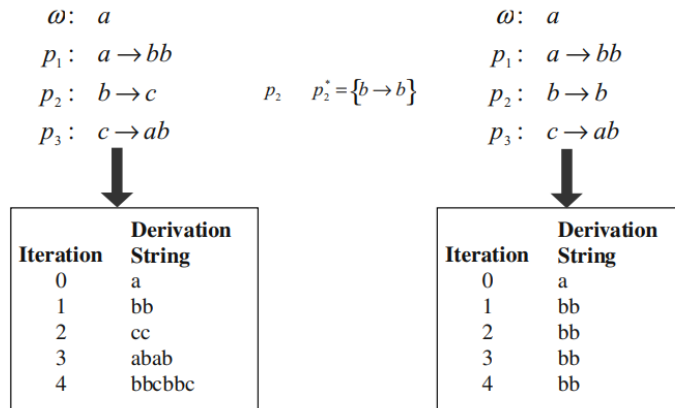 ω: a
p₁: a → bb
p₂: b → c
p₃: c → ab
p₂ p₂* = {b → b}
ω: a
p₁: a → bb
p₂: b → b
p₃: c → ab
Derivation
Iteration String
0 a
1 bb
2 cc
3 abab
4 bbcbbc
Derivation
Iteration String
0 a
1 bb
2 bb
3 bb
4 bb